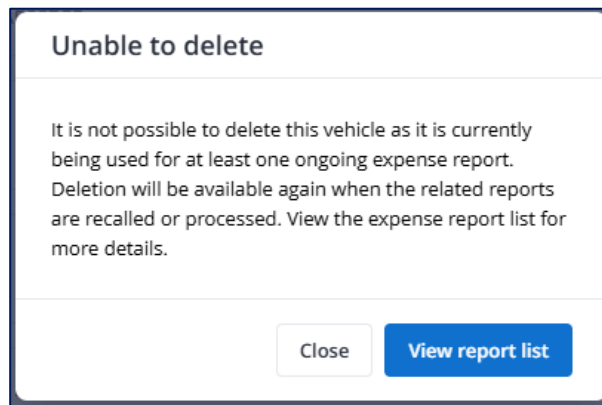 Unable to delete
It is not possible to delete this vehicle as it is currently
being used for at least one ongoing expense report.
Deletion will be available again when the related reports
are recalled or processed. View the expense report list for
more details.
Close
View report list